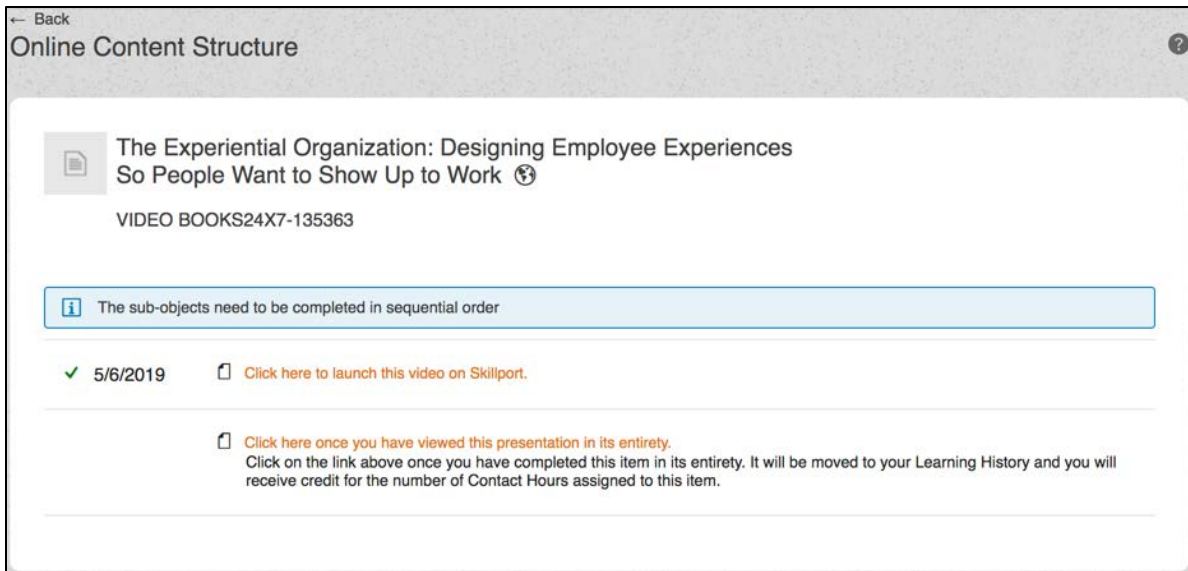 ← Back
Online Content Structure
?
The Experiential Organization: Designing Employee Experiences
So People Want to Show Up to Work
VIDEO BOOKS24X7-135363
i The sub-objects need to be completed in sequential order
✓ 5/6/2019 Click here to launch this video on Skillport.
Click here once you have viewed this presentation in its entirety.
Click on the link above once you have completed this item in its entirety. It will be moved to your Learning History and you will
receive credit for the number of Contact Hours assigned to this item.